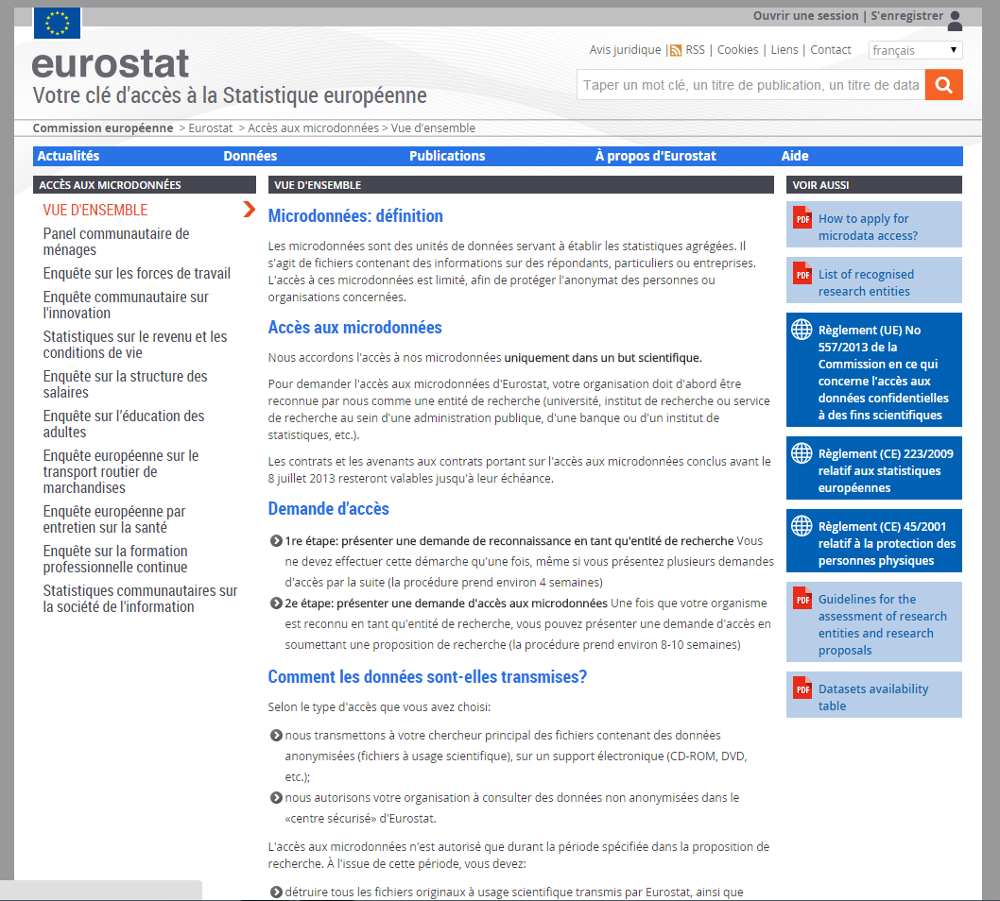 Ouvrir une session | S'enregistrer
Avis juridique | RSS | Cookies | Liens | Contact
français
eurostat
Votre clé d'accès à la Statistique européenne
Taper un mot clé, un titre de publication, un titre de data
Commission européenne > Eurostat > Accès aux microdonnées > Vue d'ensemble
Actualités
Données
Publications
À propos d'Eurostat
Aide
ACCÈS AUX MICRODONNÉES
VUE D'ENSEMBLE
Panel communautaire de
ménages
Enquête sur les forces de travail
Enquête communautaire sur
l'innovation
Statistiques sur le revenu et les
conditions de vie
Enquête sur la structure des
salaires
Enquête sur l’éducation des
adultes
Enquête européenne sur le
transport routier de
marchandises
Enquête européenne par
entretien sur la santé
Enquête sur la formation
professionnelle continue
Statistiques communautaires sur
la société de l'information
VUE D'ENSEMBLE
Microdonnées: définition
Les microdonnées sont des unités de données servant à établir les statistiques agrégées. Il
s'agit de fichiers contenant des informations sur des répondants, particuliers ou entreprises.
L'accès à ces microdonnées est limité, afin de protéger l'anonymat des personnes ou
organisations concernées.
Accès aux microdonnées
Nous accordons l'accès à nos microdonnées uniquement dans un but scientifique.
Pour demander l'accès aux microdonnées d'Eurostat, votre organisation doit d'abord être
reconnue par nous comme une entité de recherche (université, institut de recherche ou service
de recherche au sein d'une administration publique, d'une banque ou d'un institut de
statistiques, etc.).
Les contrats et les avenants aux contrats portant sur l'accès aux microdonnées conclus avant le
8 juillet 2013 resteront valables jusqu'à leur échéance.
Demande d'accès
1re étape: présenter une demande de reconnaissance en tant qu'entité de recherche Vous
ne devez effectuer cette démarche qu'une fois, même si vous présentez plusieurs demandes
d'accès par la suite (la procédure prend environ 4 semaines)
2e étape: présenter une demande d'accès aux microdonnées Une fois que votre organisme
est reconnu en tant qu'entité de recherche, vous pouvez présenter une demande d'accès en
soumettant une proposition de recherche (la procédure prend environ 8-10 semaines)
Comment les données sont-elles transmises?
Selon le type d'accès que vous avez choisi:
nous transmettons à votre chercheur principal des fichiers contenant des données
anonymisées (fichiers à usage scientifique), sur un support électronique (CD-ROM, DVD,
etc.);
nous autorisons votre organisation à consulter des données non anonymisées dans le
«centre sécurisé» d'Eurostat.
L'accès aux microdonnées n'est autorisé que durant la période spécifiée dans la proposition de
recherche. À l'issue de cette période, vous devez:
détruire tous les fichiers originaux à usage scientifique transmis par Eurostat, ainsi que
VOIR AUSSI
PDF
How to apply for
microdata access?
PDF
List of recognised
research entities
Règlement (UE) No
557/2013 de la
Commission en ce qui
concerne l'accès aux
données confidentielles
à des fins scientifiques
Règlement (CE) 223/2009
relatif aux statistiques
européennes
Règlement (CE) 45/2001
relatif à la protection des
personnes physiques
PDF
Guidelines for the
assessment of research
entities and research
proposals
PDF
Datasets availability
table